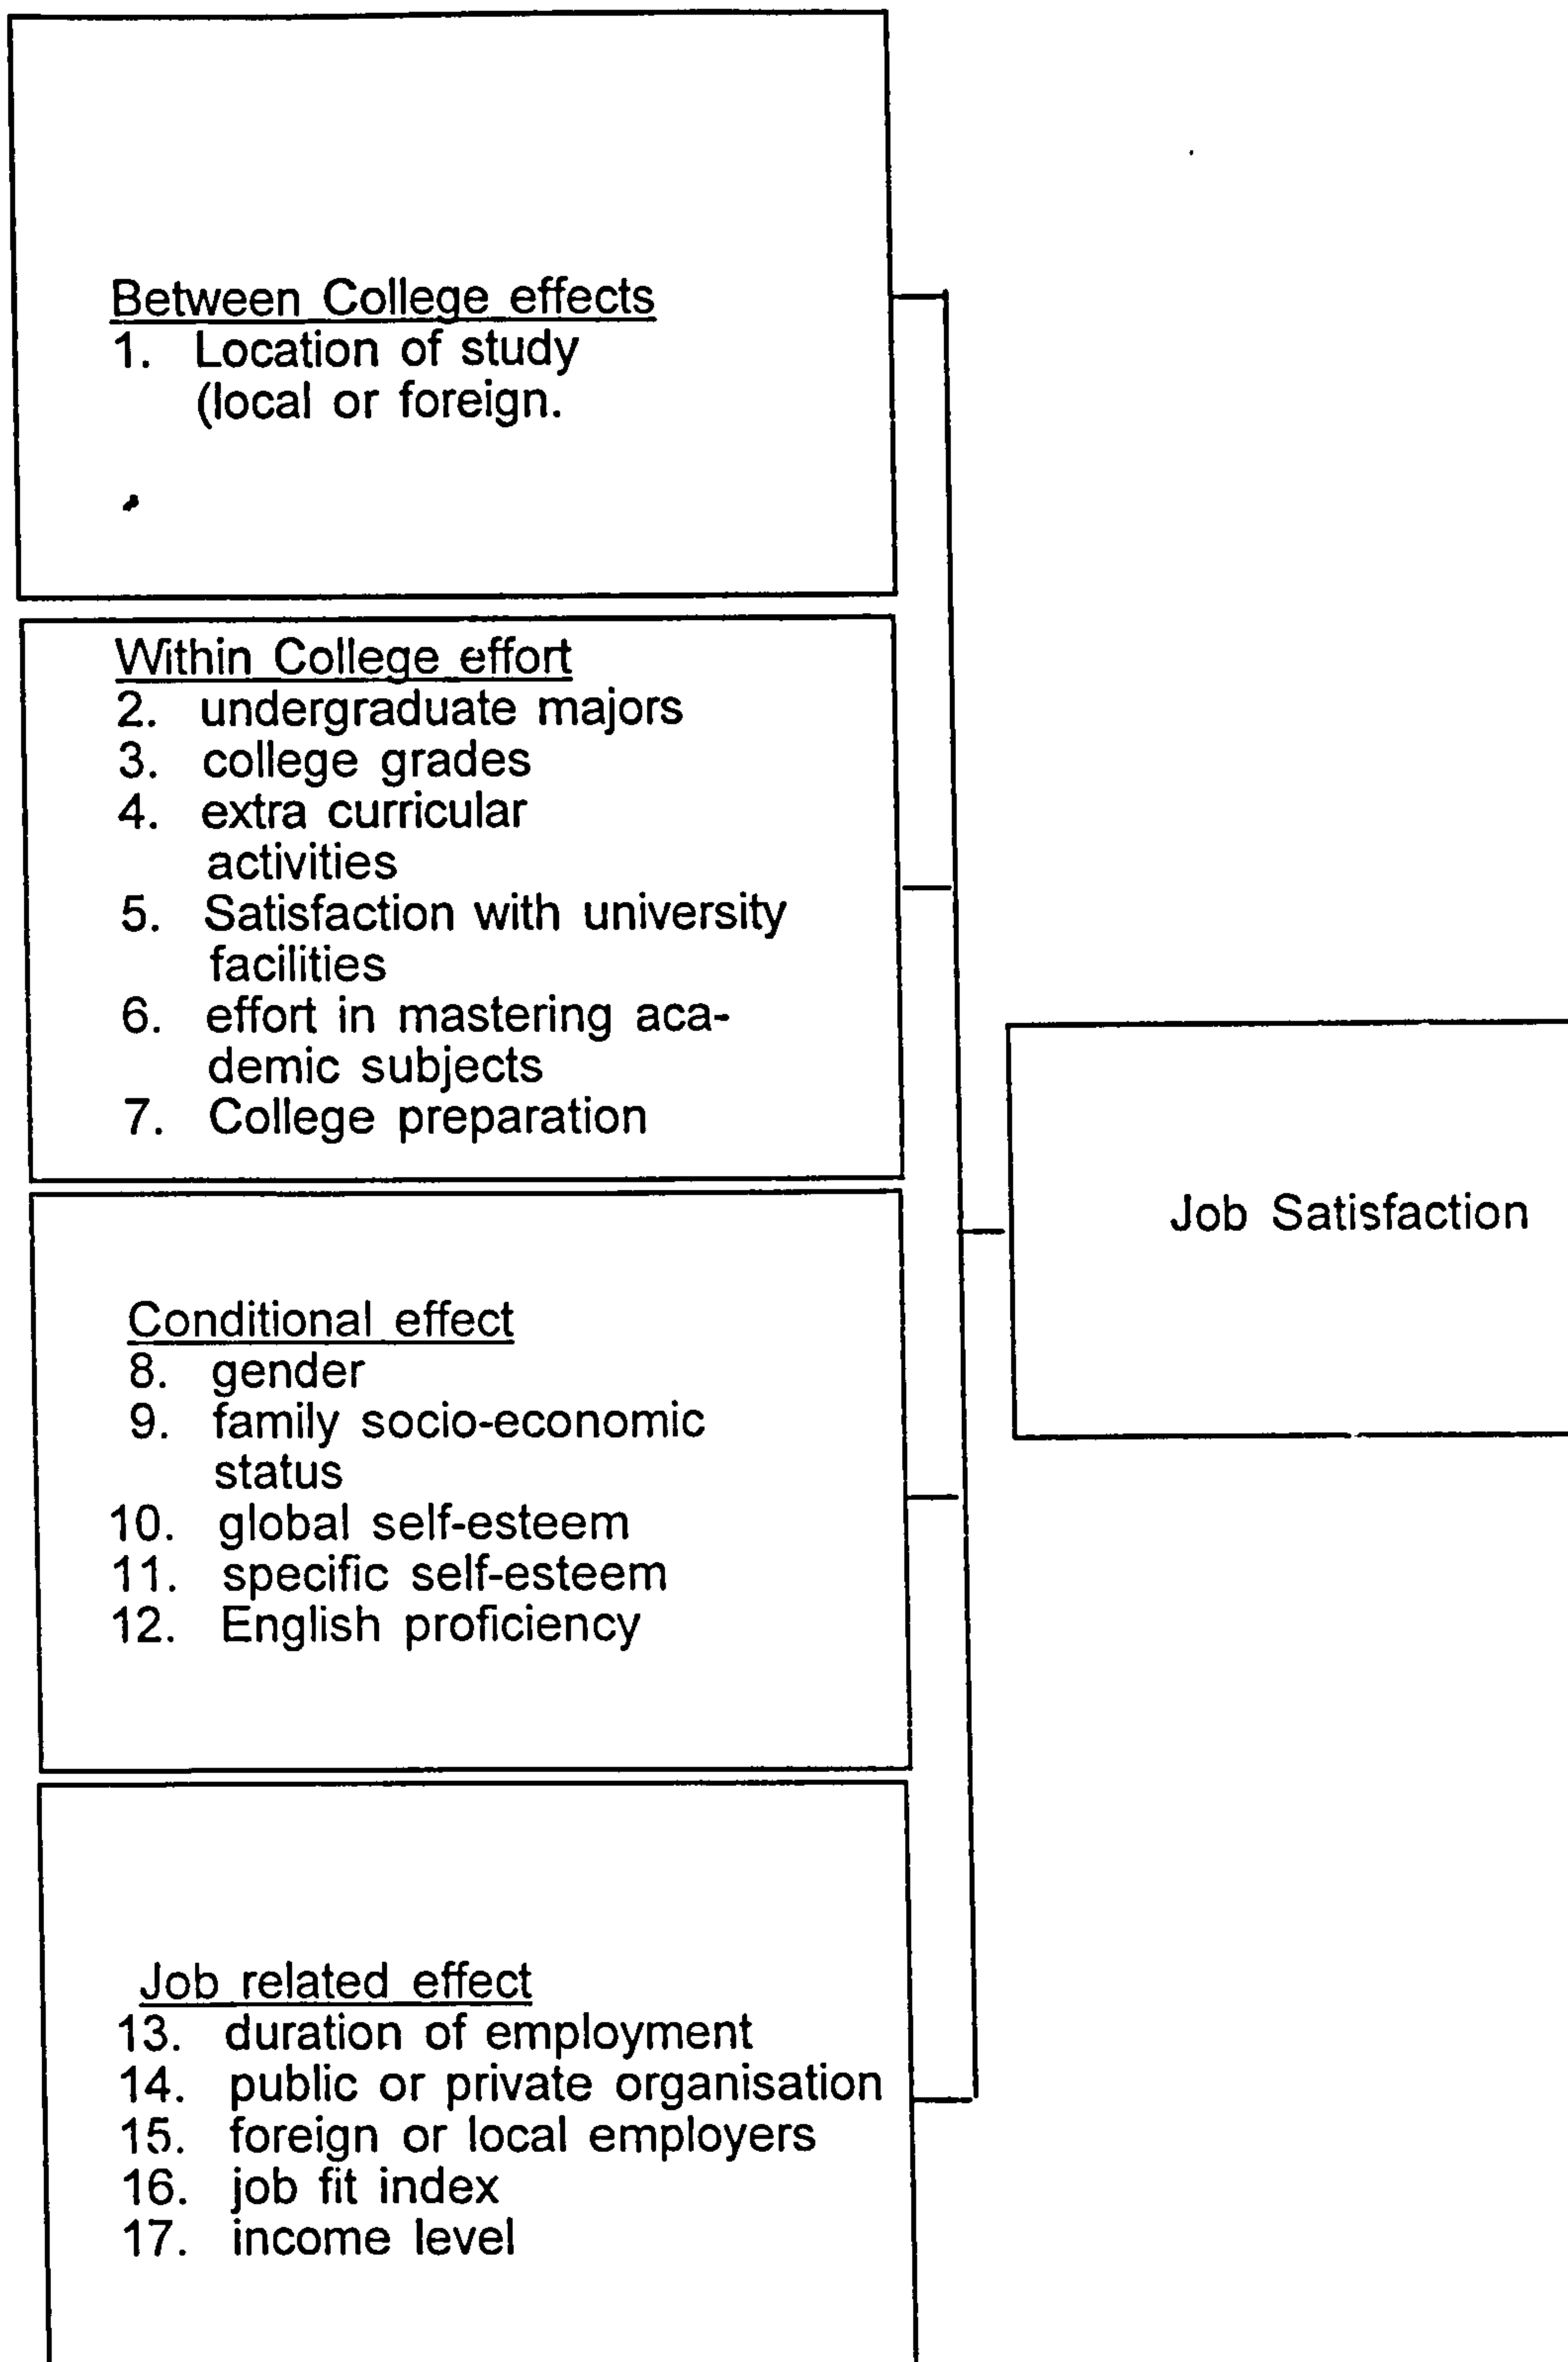 Between College effects
1. Location of study
(local or foreign.
Within College effort
2. undergraduate majors
3. college grades
4. extra curricular
activities
5. Satisfaction with university
facilities
6. effort in mastering aca-
demic subjects
7. College preparation
Job Satisfaction
Conditional effect
8. gender
9. family socio-economic
status
10. global self-esteem
11. specific self-esteem
12. English proficiency
Job related effect
13. duration of employment
14. public or private organisation
15. foreign or local employers
16. job fit index
17. income level